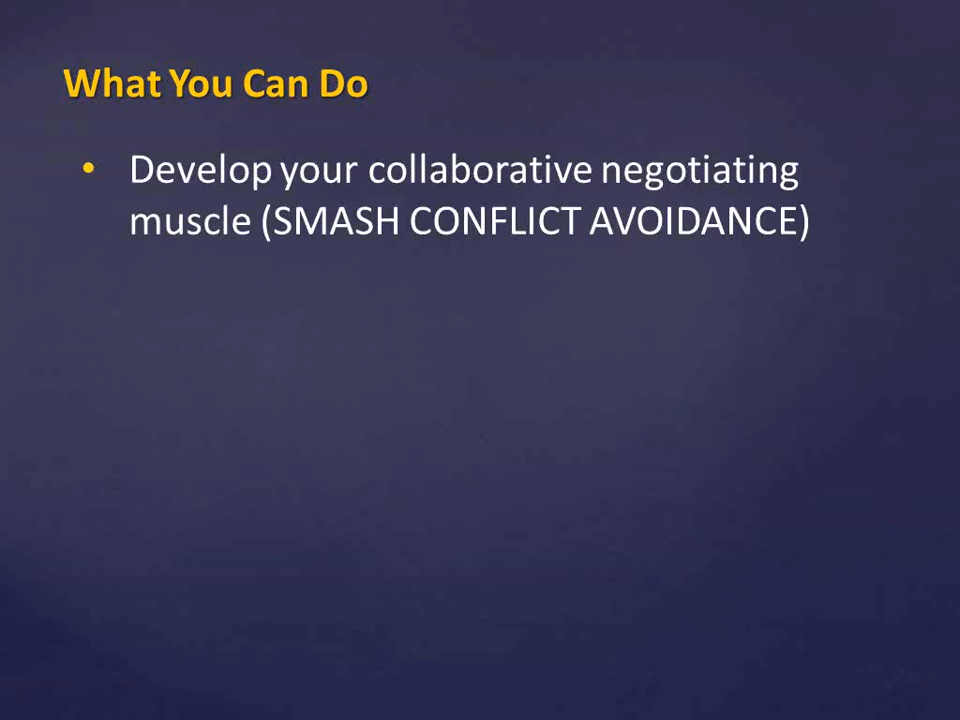 What You Can Do
• Develop your collaborative negotiating
muscle (SMASH CONFLICT AVOIDANCE)